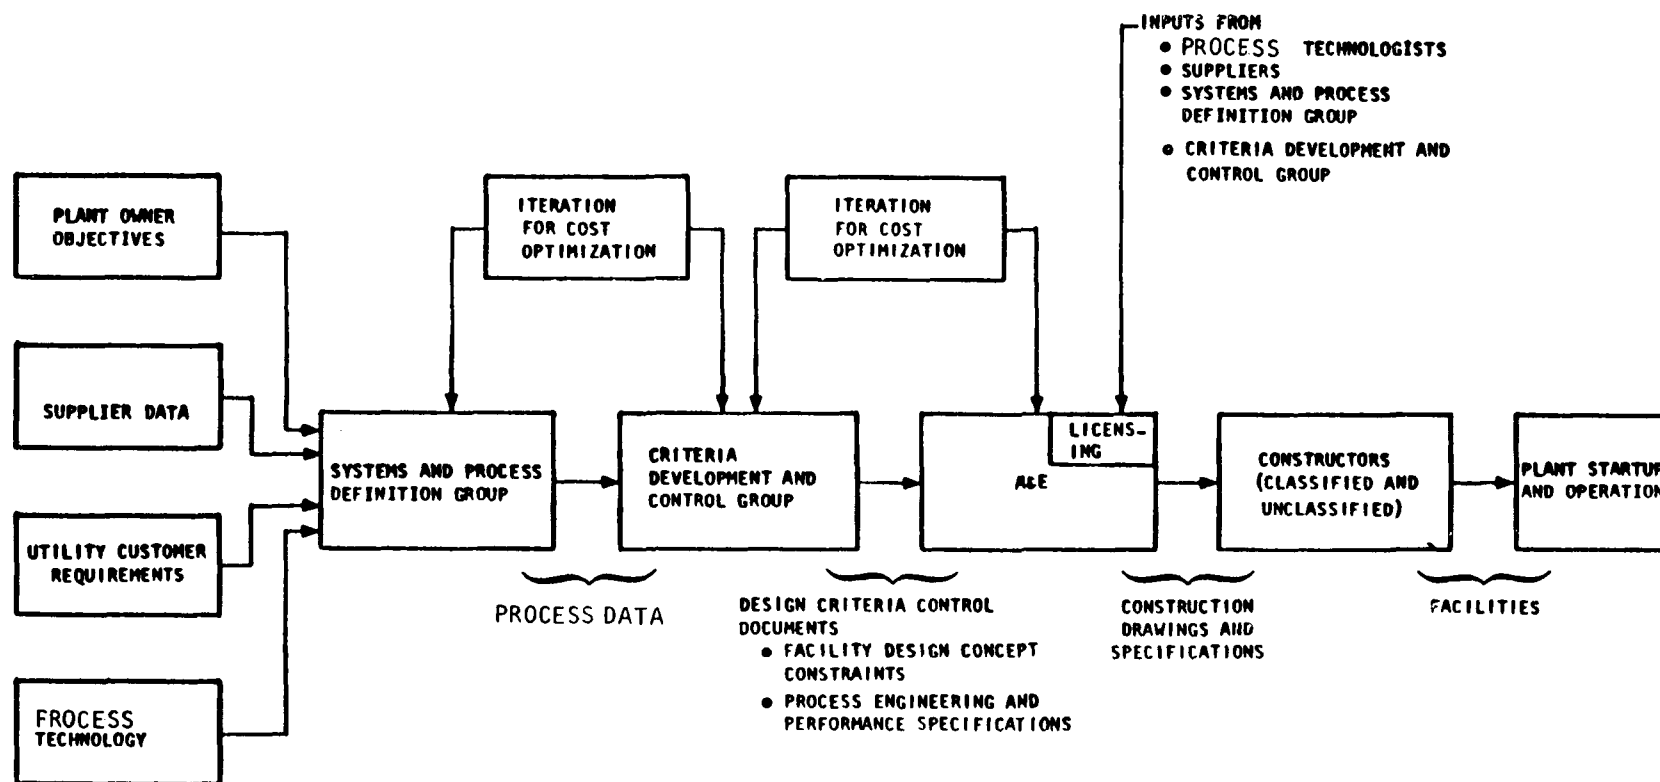 INPUTS FROM
● PROCESS TECHNOLOGISTS
● SUPPLIERS
● SYSTEMS AND PROCESS
DEFINITION GROUP
● CRITERIA DEVELOPMENT AND
CONTROL GROUP
PLANT OWNER
OBJECTIVES
ITERATION
FOR COST
OPTIMIZATION
ITERATION
FOR COST
OPTIMIZATION
SUPPLIER DATA
UTILITY CUSTOMER
REQUIREMENTS
FROCESS
TECHNOLOGY
SYSTEMS AND PROCESS
DEFINITION GROUP
CRITERIA
DEVELOPMENT AND
CONTROL GROUP
LICENS-
ING
A&E
CONSTRUCTORS
(CLASSIFIED AND
UNCLASSIFIED)
PLANT STARTUP
AND OPERATION
PROCESS DATA
DESIGN CRITERIA CONTROL
DOCUMENTS
● FACILITY DESIGN CONCEPT
CONSTRAINTS
● PROCESS ENGINEERING AND
PERFORMANCE SPECIFICATIONS
CONSTRUCTION
DRAWINGS AND
SPECIFICATIONS
FACILITIES